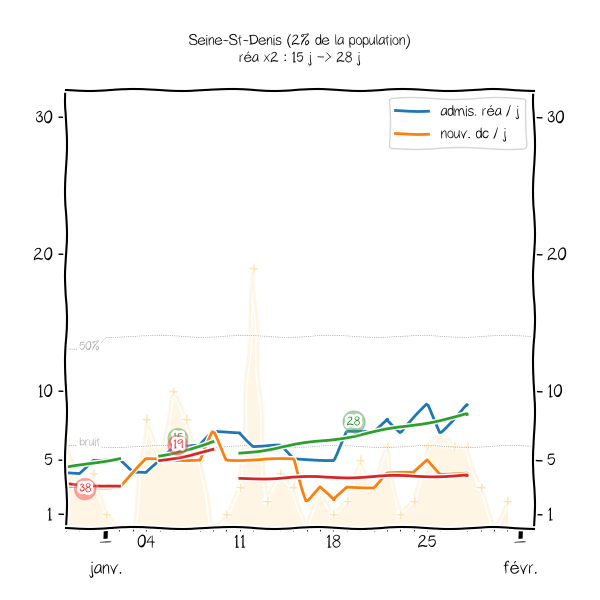 Seine-St-Denis (2% de la population)
réa x2 : 15 j -> 28 j
admis. réa / j
nouv. dc / j
30
30
20
20
50%
10
10
28
19
bruit
5
5
38
1
1
04
11
18
25
janv.
févr.